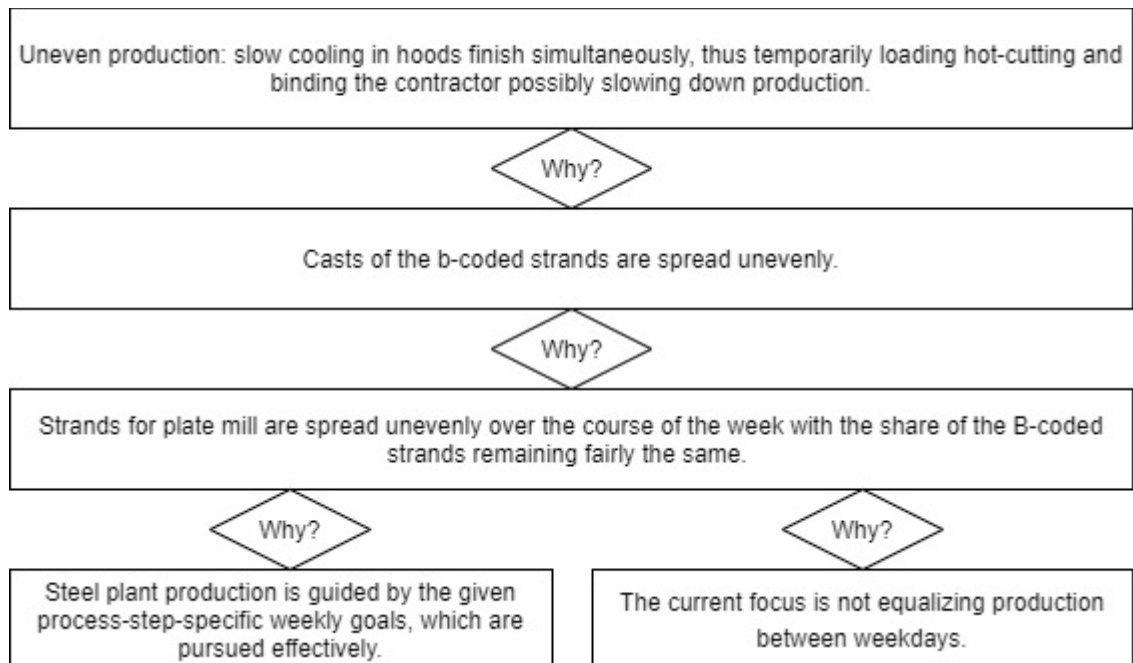 Uneven production: slow cooling in hoods finish simultaneously, thus temporarily loading hot-cutting and
binding the contractor possibly slowing down production.
Why?
Casts of the b-coded strands are spread unevenly.
Why?
Strands for plate mill are spread unevenly over the course of the week with the share of the B-coded
strands remaining fairly the same.
Why?
Why?
Steel plant production is guided by the given
process-step-specific weekly goals, which are
pursued effectively.
The current focus is not equalizing production
between weekdays.